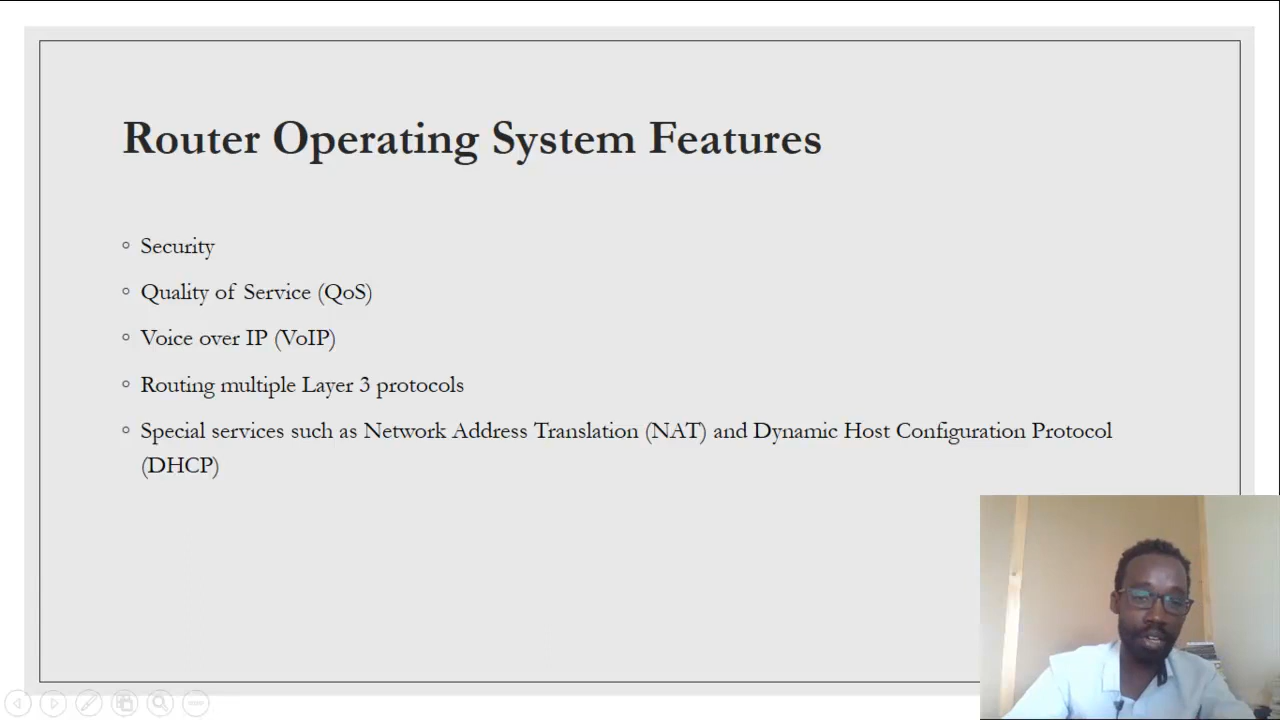 Router Operating System Features
Security
Quality of Service (QoS)
Voice over IP (VoIP)
Routing multiple Layer 3 protocols
Special services such as Network Address Translation (NAT) and Dynamic Host Configuration Protocol
(DHCP)